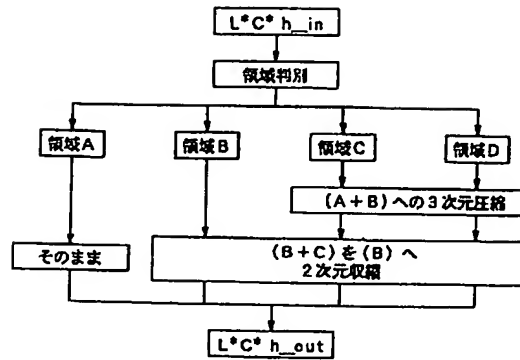 L*C* h_in
領域判別
領域A
領域B
領域C
領域D
(A+B)への3次元圧縮
そのまま
(B+C)を(B)へ
2次元収縮
L*C* h_out